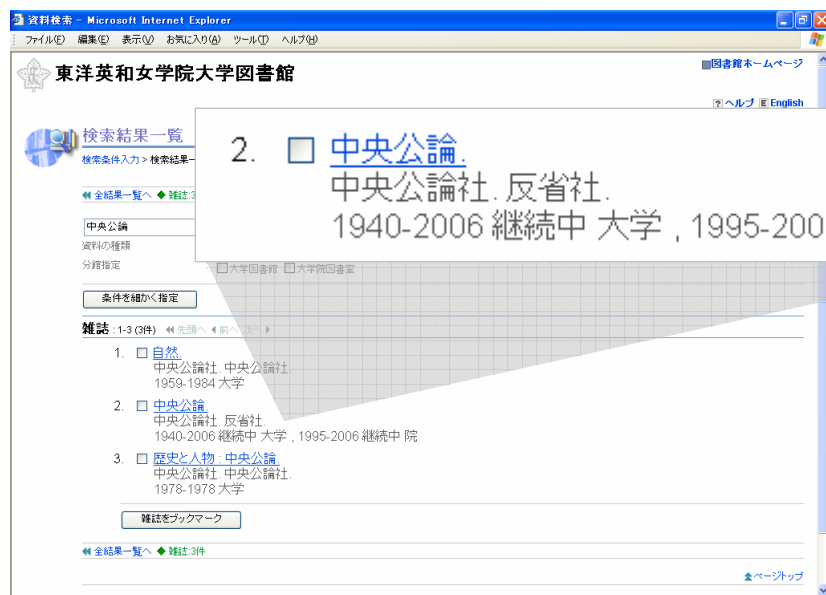 資料検索 - Microsoft Internet Explorer
ファイル(F) 編集(E) 表示(V) お気に入り(A) ツール(T) ヘルプ(H)
東洋英和女学院大学図書館
図書館ホームページ
? ヘルプ E English
検索結果一覧
検索条件入力 > 検索結果一
全結果一覧へ ◆ 雑誌:3
2. 中央公論.
中央公論社. 反省社.
1940-2006 継続中 大学 , 1995-200
中央公論
資料の種類
分館指定 : 大学図書館 大学院図書室
条件を細かく指定
雑誌 : 1-3 (3件) 先頭へ 前へ 次へ
1. 自然.
中央公論社. 中央公論社.
1959-1984 大学
2. 中央公論.
中央公論社. 反省社.
1940-2006 継続中 大学 , 1995-2006 継続中 院
3. 歴史と人物 : 中央公論.
中央公論社. 中央公論社.
1978-1978 大学
雑誌をブックマーク
全結果一覧へ ◆ 雑誌:3件
ページトップ